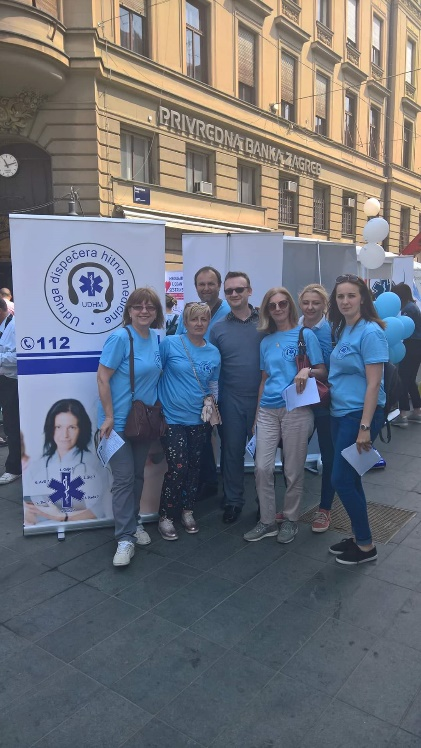 PRIVREDNA BANKA ZAGREB
Udruga dispečera hitne medicine
UDHM
112